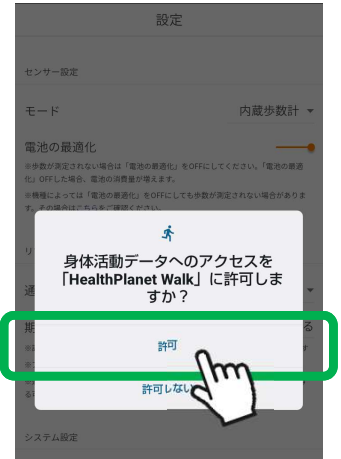 設定
センサー設定
モード
内蔵歩数計
電池の最適化
※歩数が測定されない場合は「電池の最適化」をOFFにしてください。「電池の最適
化」OFFした場合、電池の消費量が増えます。
※機種によっては「電池の最適化」をOFFにしても歩数が測定されない場合がありま
す。その場合はこちらをご確認ください。
リ
身体活動データへのアクセスを
「HealthPlanet Walk」に許可しま
すか？
通
期
る
許可
許可しない
システム設定